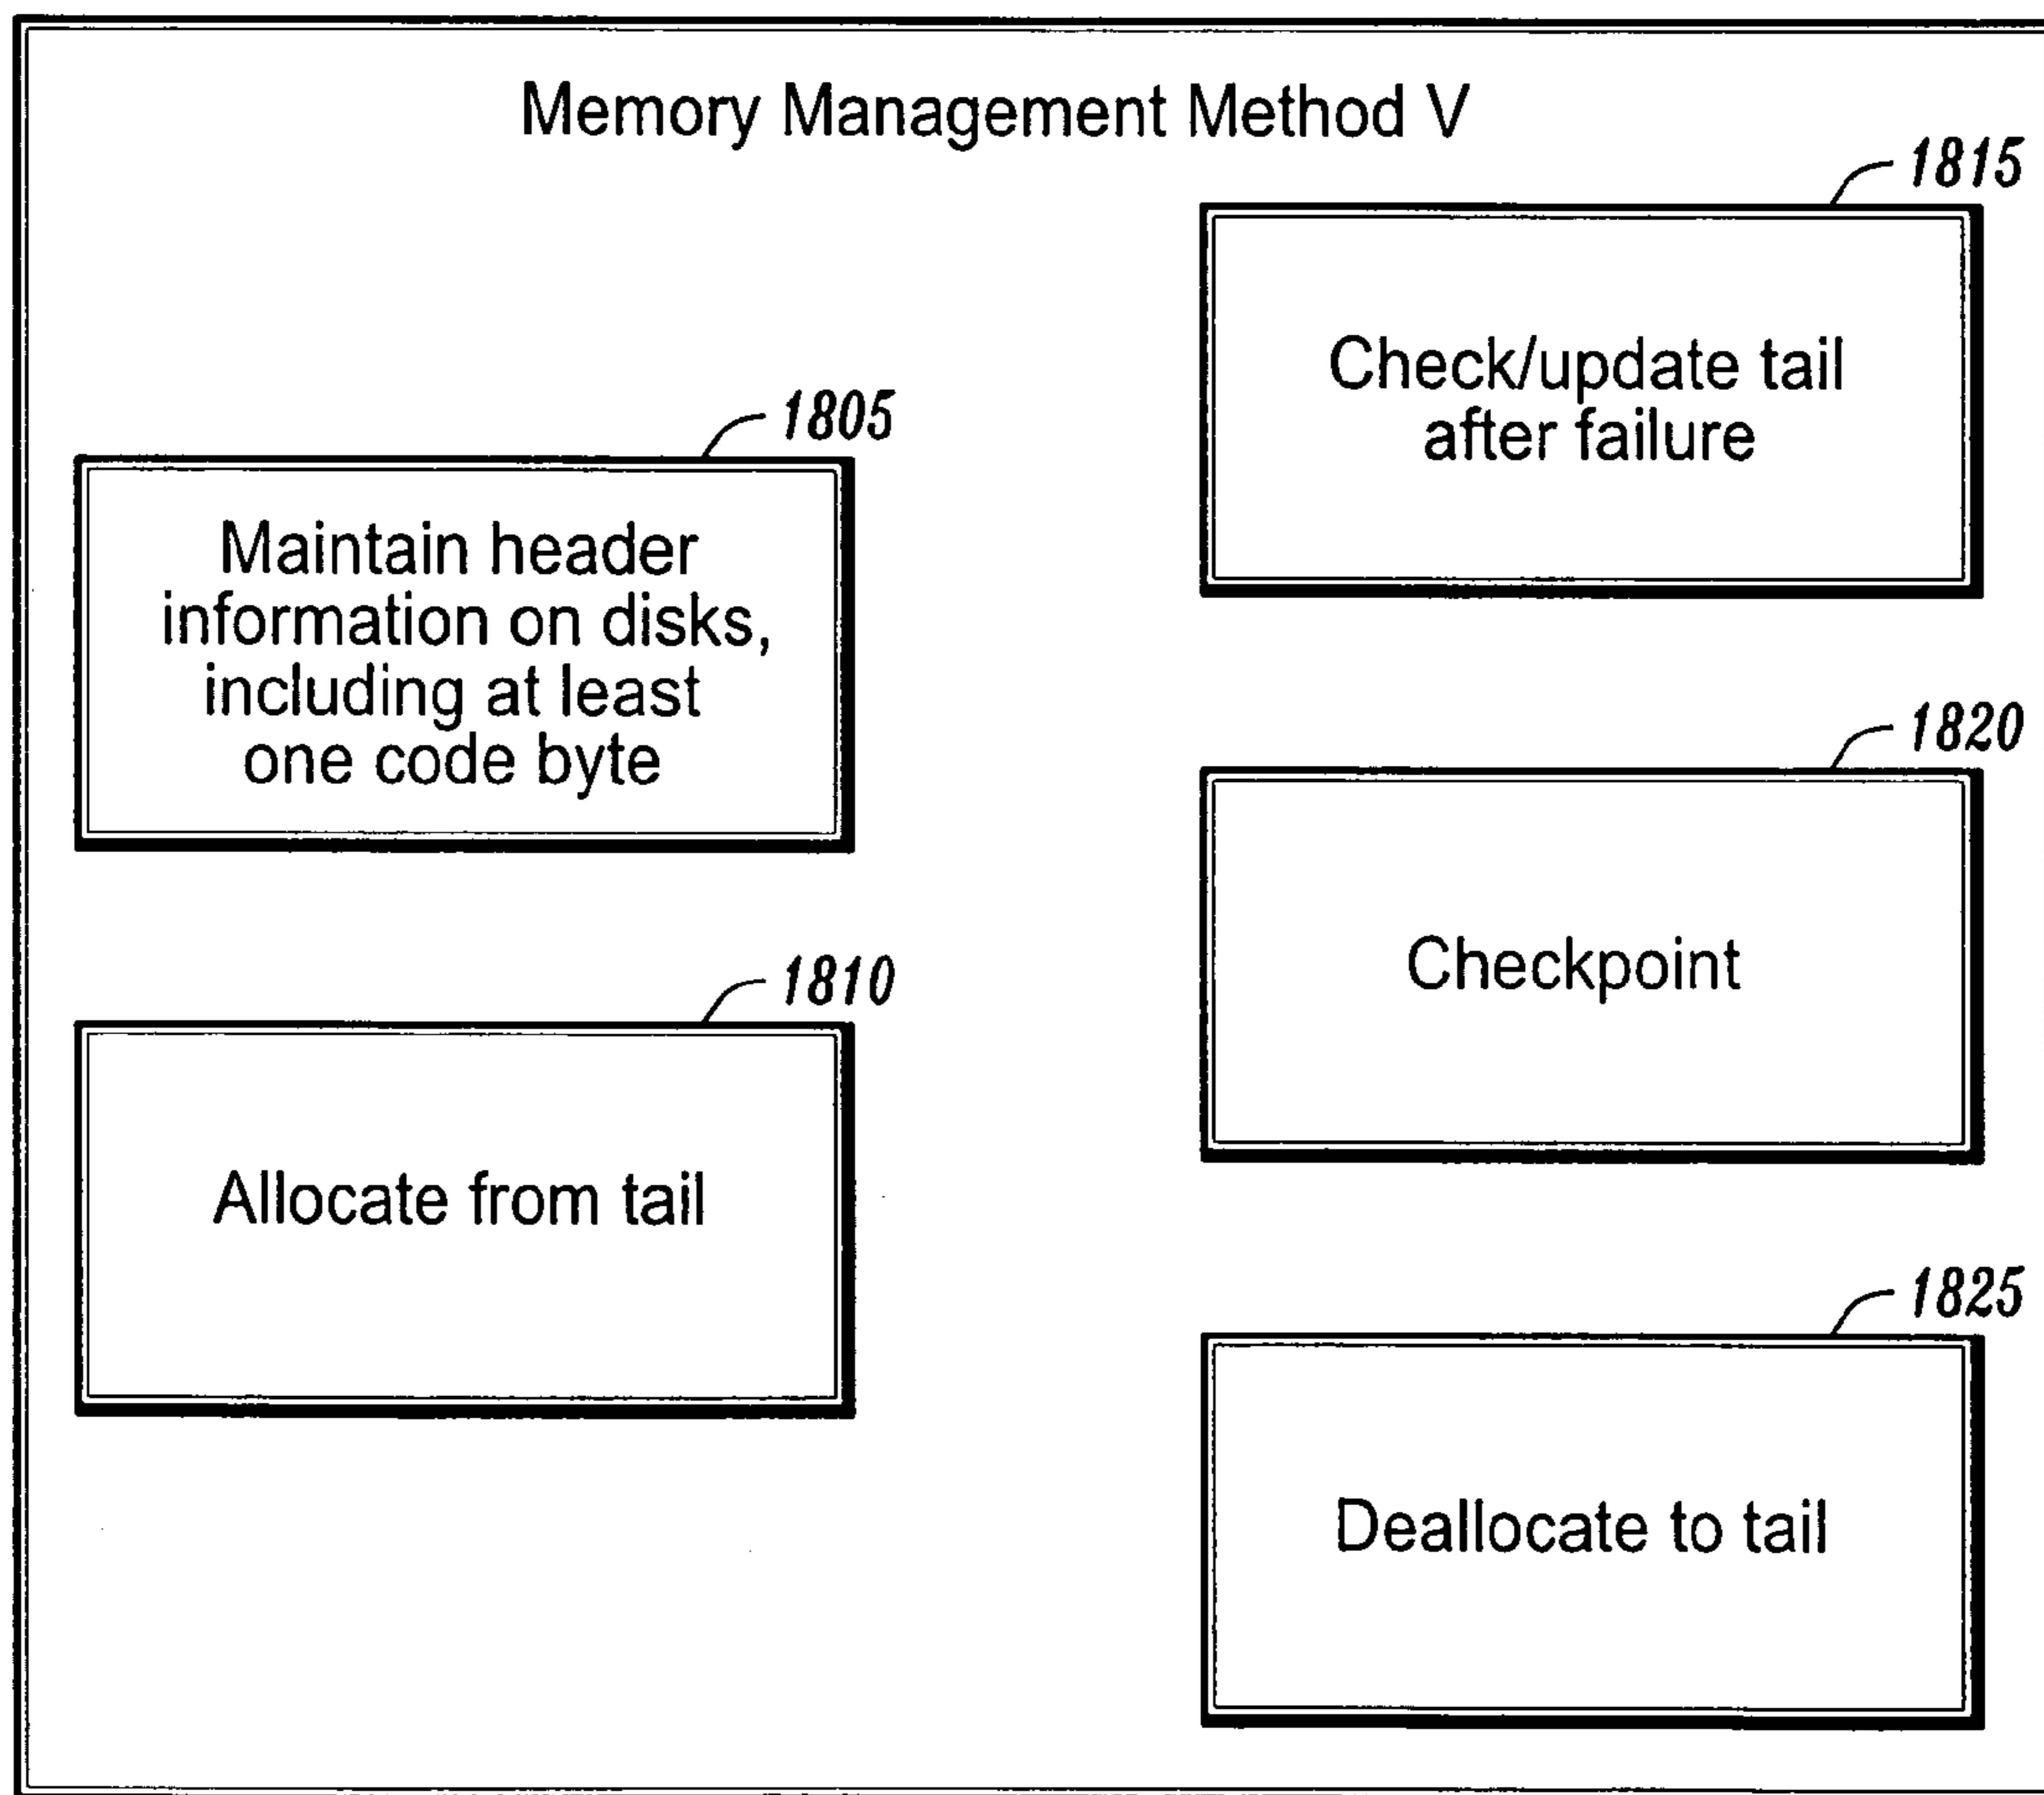 Memory Management Method V
1805
Maintain header
information on disks,
including at least
one code byte
1810
Allocate from tail
1815
Check/update tail
after failure
1820
Checkpoint
1825
Deallocate to tail